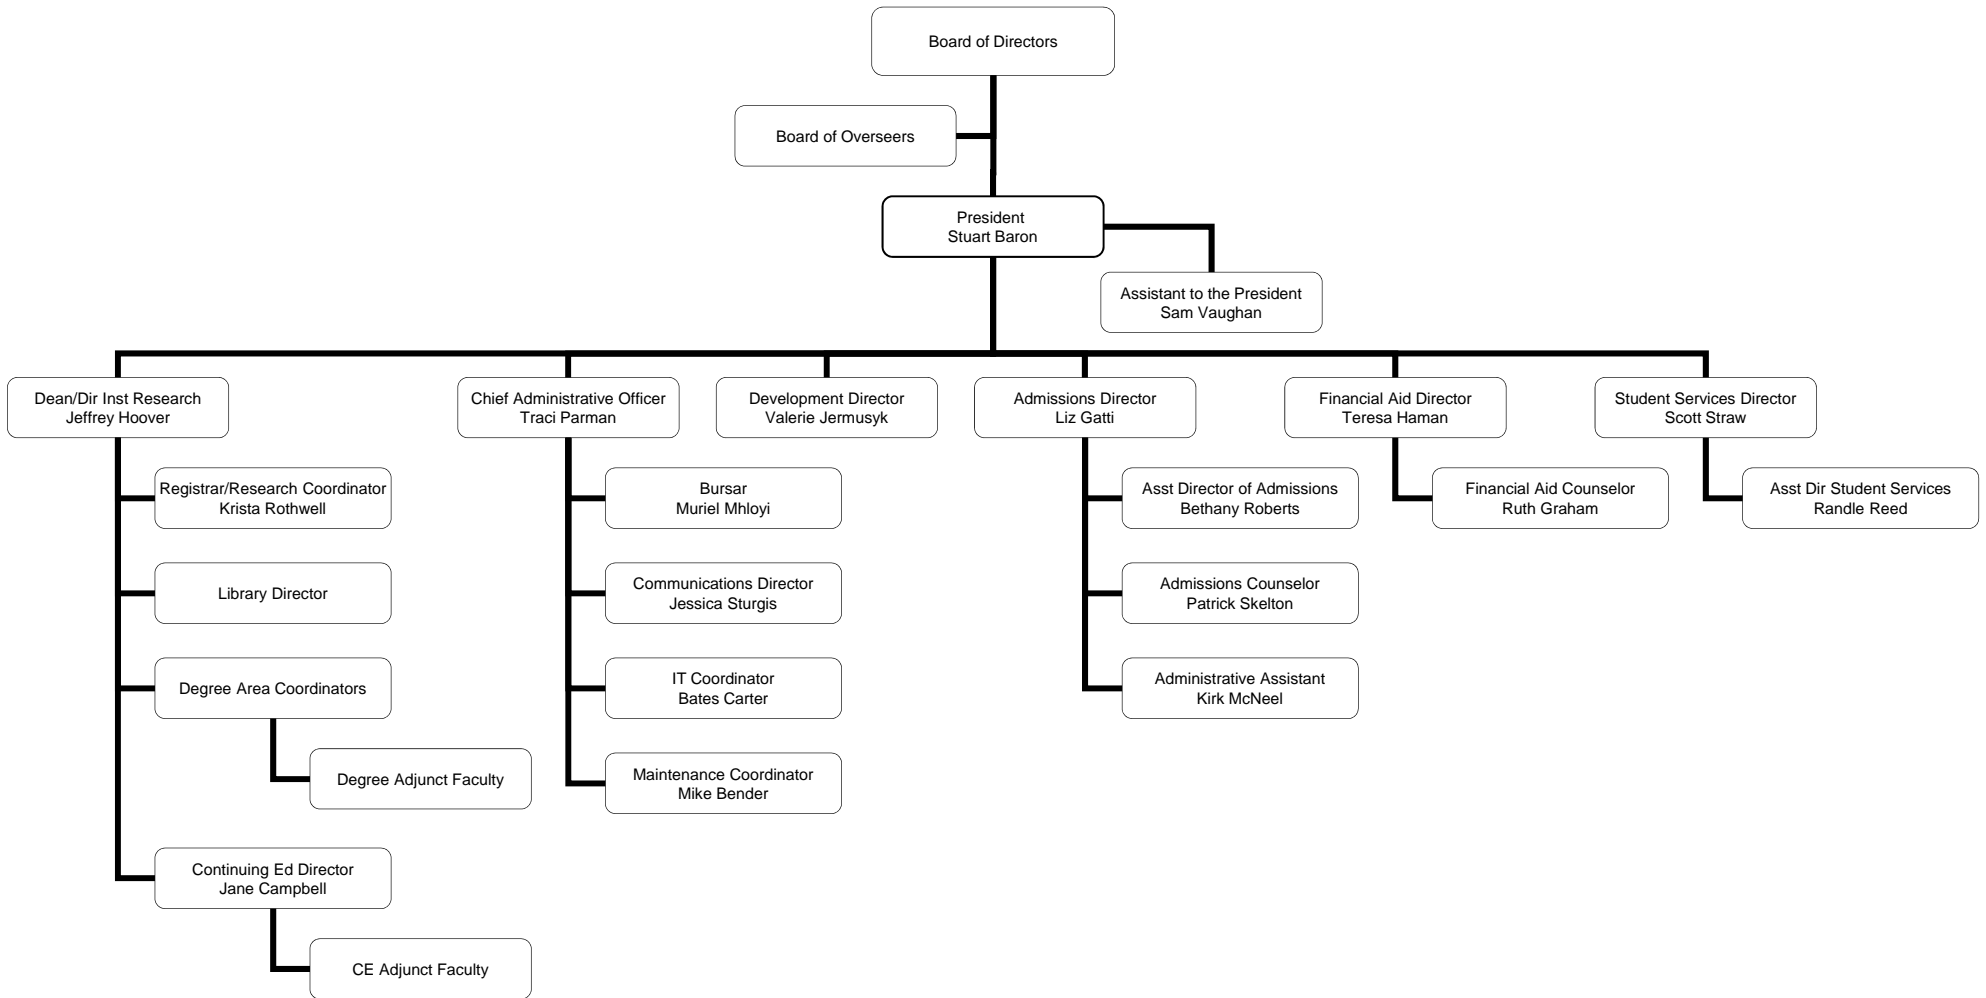 Board of Directors
Board of Overseers
President
Stuart Baron
Assistant to the President
Sam Vaughan
Dean/Dir Inst Research
Jeffrey Hoover
Chief Administrative Officer
Traci Parman
Development Director
Valerie Jermusyk
Admissions Director
Liz Gatti
Financial Aid Director
Teresa Haman
Student Services Director
Scott Straw
Registrar/Research Coordinator
Krista Rothwell
Bursar
Muriel Mhloyi
Asst Director of Admissions
Bethany Roberts
Financial Aid Counselor
Ruth Graham
Asst Dir Student Services
Randle Reed
Library Director
Communications Director
Jessica Sturgis
Admissions Counselor
Patrick Skelton
Degree Area Coordinators
IT Coordinator
Bates Carter
Administrative Assistant
Kirk McNeel
Degree Adjunct Faculty
Maintenance Coordinator
Mike Bender
Continuing Ed Director
Jane Campbell
CE Adjunct Faculty